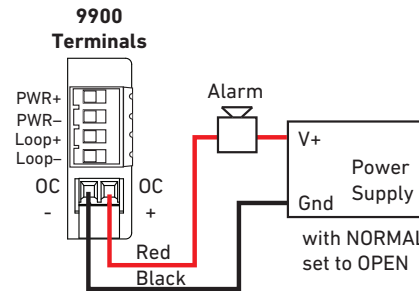 9900
Terminals
PWR+
PWR–
Loop+
Loop–
OC OC
- +
Alarm
V+
Power
Supply
Gnd
Red
Black
with NORMAL
set to OPEN